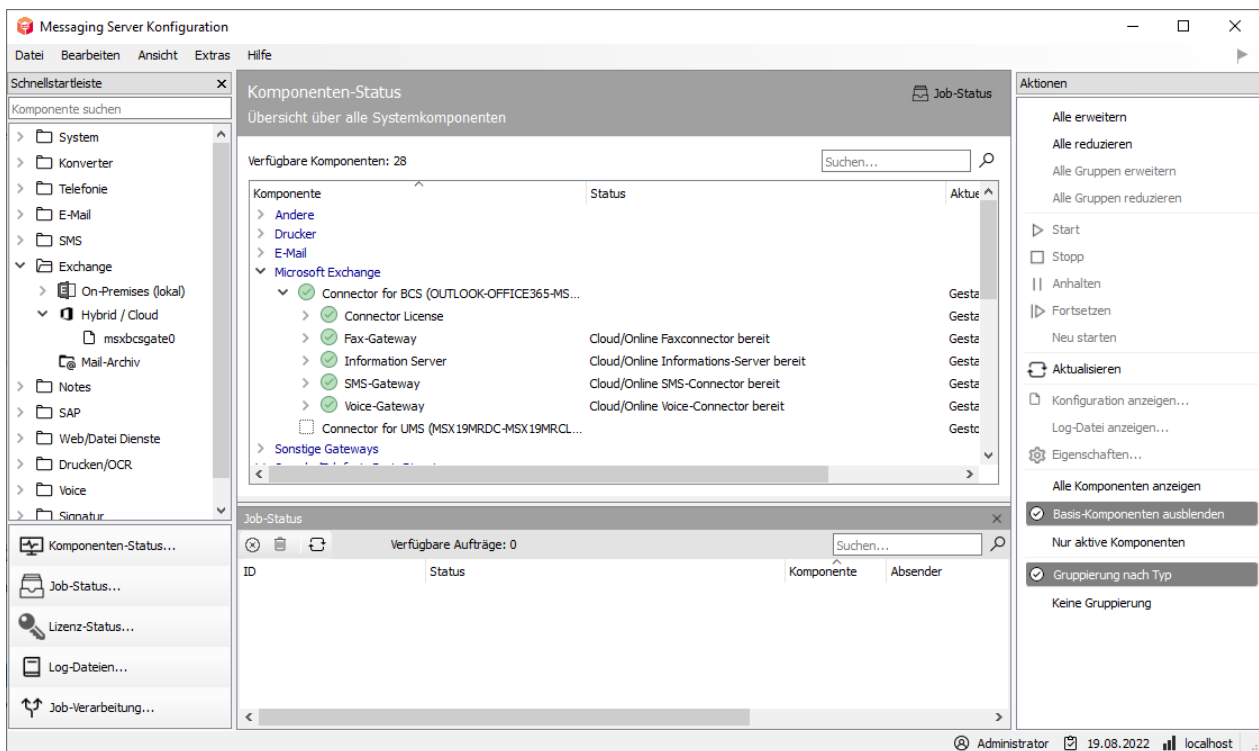 Messaging Server Konfiguration
Datei Bearbeiten Ansicht Extras Hilfe
Schnellstartleiste
Komponente suchen
System
Konverter
Telefonie
E-Mail
SMS
Exchange
On-Premises (lokal)
Hybrid / Cloud
msxbcsgate0
Mail-Archiv
Notes
SAP
Web/Datei Dienste
Drucken/OCR
Voice
Signatur
Komponenten-Status...
Job-Status...
Lizenz-Status...
Log-Dateien...
Job-Verarbeitung...
Komponenten-Status
Job-Status
Übersicht über alle Systemkomponenten
Verfügbare Komponenten: 28
Suchen...
Komponente Status Aktue
Andere
Drucker
E-Mail
Microsoft Exchange
Connector for BCS (OUTLOOK-OFFICE365-MS... Gesta
Connector License Gesta
Fax-Gateway Cloud/Online Faxconnector bereit Gesta
Information Server Cloud/Online Informations-Server bereit Gesta
SMS-Gateway Cloud/Online SMS-Connector bereit Gesta
Voice-Gateway Cloud/Online Voice-Connector bereit Gesta
Connector for UMS (MSX19MRDC-MSX19MRCL... Gesto
Sonstige Gateways
Job-Status
Verfügbare Aufträge: 0
Suchen...
ID Status Komponente Absender
Aktionen
Alle erweitern
Alle reduzieren
Alle Gruppen erweitern
Alle Gruppen reduzieren
Start
Stopp
Anhalten
Fortsetzen
Neu starten
Aktualisieren
Konfiguration anzeigen...
Log-Datei anzeigen...
Eigenschaften...
Alle Komponenten anzeigen
Basis-Komponenten ausblenden
Nur aktive Komponenten
Gruppierung nach Typ
Keine Gruppierung
Administrator 19.08.2022 localhost